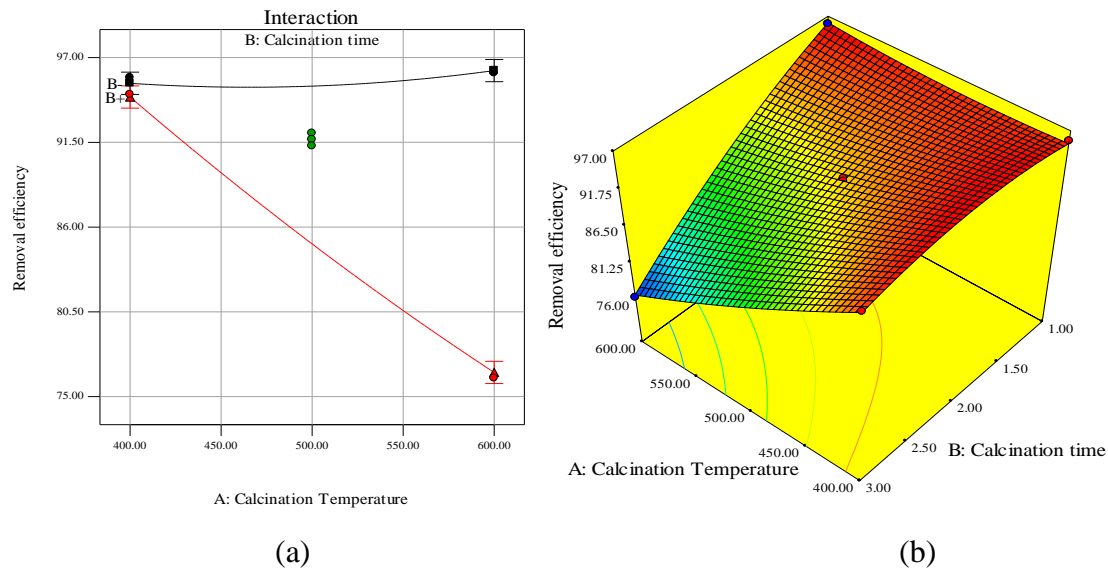 Interaction
B: Calcination time
97.00
91.50
86.00
80.50
75.00
B-
B+
Removal efficiency
400.00
450.00
500.00
550.00
600.00
A: Calcination Temperature
(a)
97.00
91.75
86.50
81.25
76.00
Removal efficiency
600.00
550.00
500.00
450.00
400.00
A: Calcination Temperature
1.00
1.50
2.00
2.50
3.00
B: Calcination time
(b)